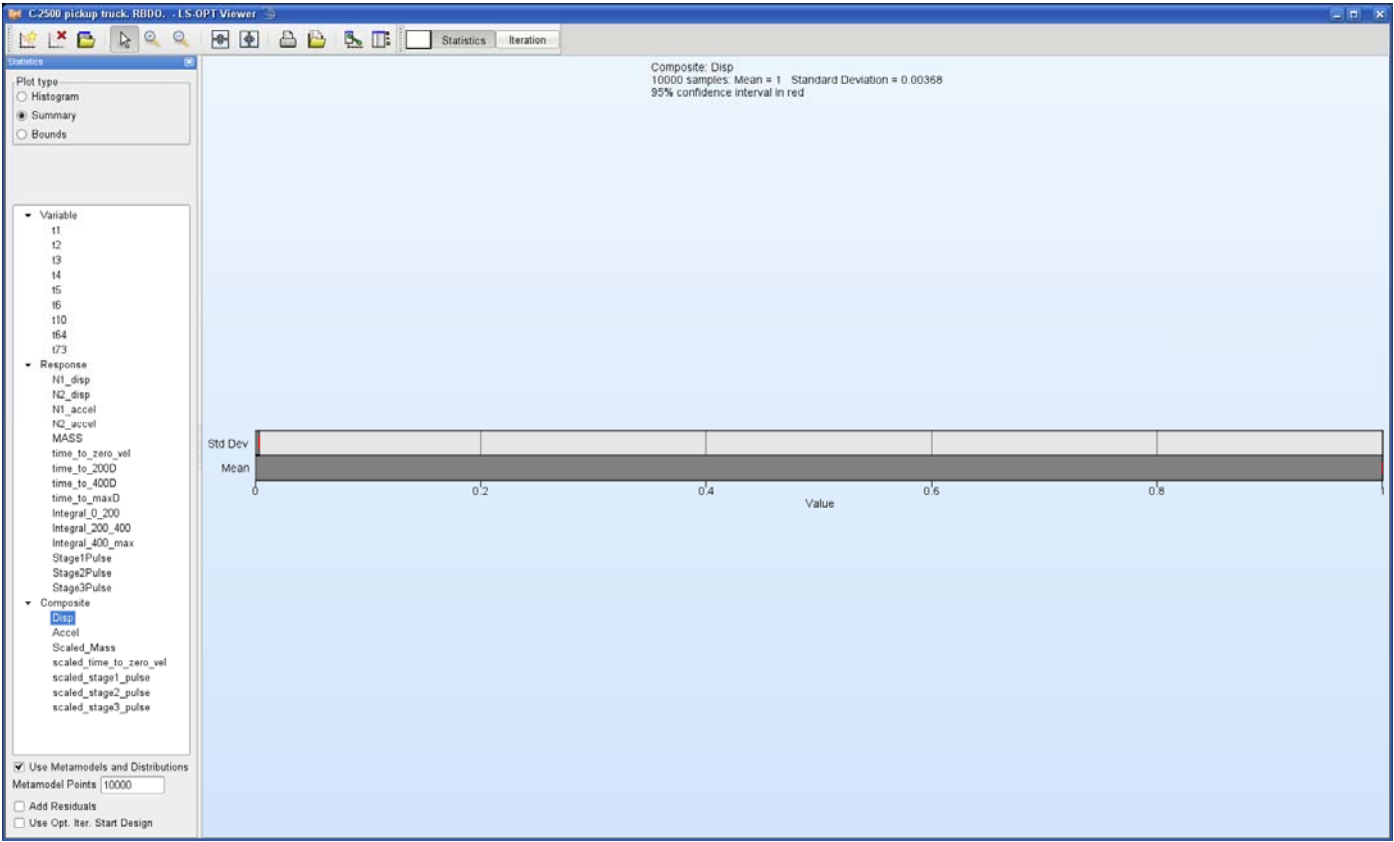 C-2500 pickup truck. RBDO. - LS-OPT Viewer
Statistics Iteration
Statistics
Plot type
Histogram
Summary
Bounds
Variable
t1
t2
t3
t4
t5
t6
t10
t64
t73
Response
N1_disp
N2_disp
N1_accel
N2_accel
MASS
time_to_zero_vel
time_to_200D
time_to_400D
time_to_maxD
Integral_0_200
Integral_200_400
Integral_400_max
Stage1Pulse
Stage2Pulse
Stage3Pulse
Composite
Disp
Accel
Scaled_Mass
scaled_time_to_zero_vel
scaled_stage1_pulse
scaled_stage2_pulse
scaled_stage3_pulse
Use Metamodels and Distributions
Metamodel Points 10000
Add Residuals
Use Opt. Iter. Start Design
Composite: Disp
10000 samples: Mean = 1 Standard Deviation = 0.00368
95% confidence interval in red
Std Dev
Mean
0 0.2 0.4 0.6 0.8 1
Value